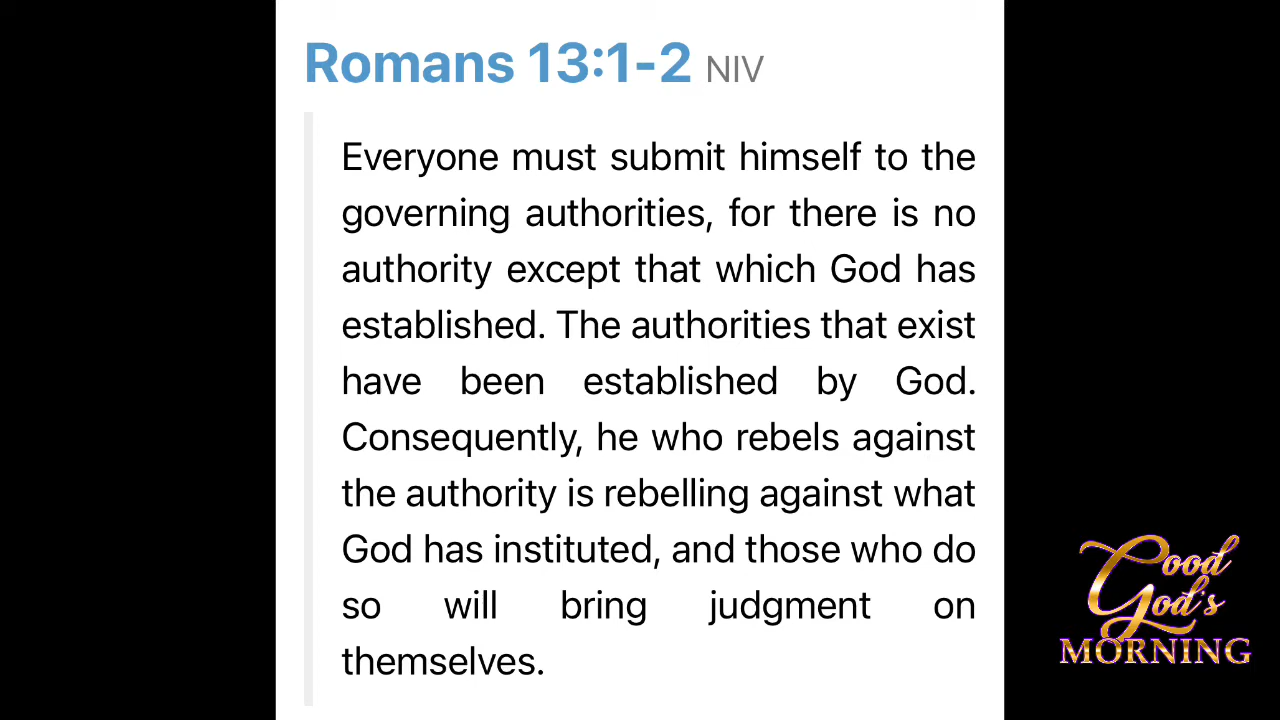 Romans 13:1-2 NIV
Everyone must submit himself to the
governing authorities, for there is no
authority except that which God has
established. The authorities that exist
have been established by God.
Consequently, he who rebels against
the authority is rebelling against what
God has instituted, and those who do
so will bring judgment on
themselves.
Good
God's
MORNING